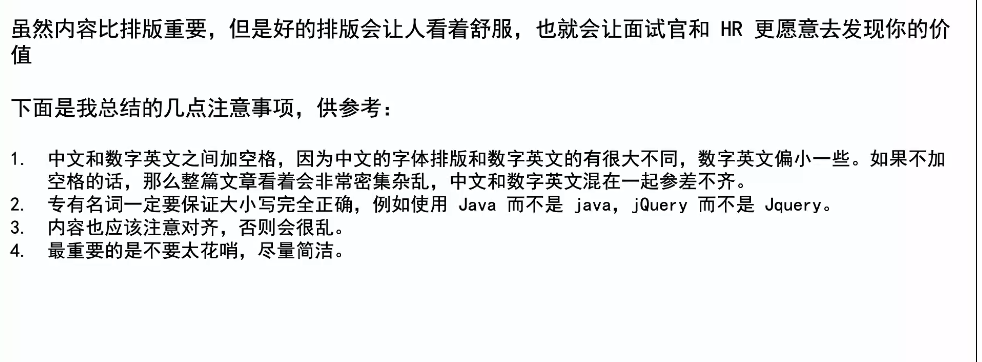 虽然内容比排版重要，但是好的排版会让人看着舒服，也就会让面试官和 HR 更愿意去发现你的价
值
下面是我总结的几点注意事项，供参考：
1. 中文和数字英文之间加空格，因为中文的字体排版和数字英文的有很大不同，数字英文偏小一些。如果不加
空格的话，那么整篇文章看着会非常密集杂乱，中文和数字英文混在一起参差不齐。
2. 专有名词一定要保证大小写完全正确，例如使用 Java 而不是 java，jQuery 而不是 Jquery。
3. 内容也应该注意对齐，否则会很乱。
4. 最重要的是不要太花哨，尽量简洁。